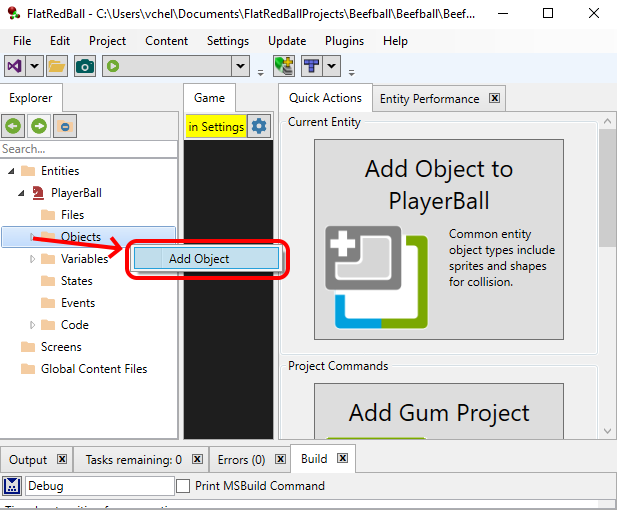 FlatRedBall - C:\Users\vchel\Documents\FlatRedBallProjects\Beefball\Beefball\Beef...
File Edit Project Content Settings Update Plugins Help
Explorer
Game
Quick Actions
Entity Performance
in Settings
Search...
Entities
PlayerBall
Files
Objects
Variables
States
Events
Code
Screens
Global Content Files
Add Object
Current Entity
Add Object to
PlayerBall
Common entity
object types include
sprites and shapes
for collision.
Project Commands
Add Gum Project
Output
Tasks remaining: 0
Errors (0)
Build
Debug
Print MSBuild Command